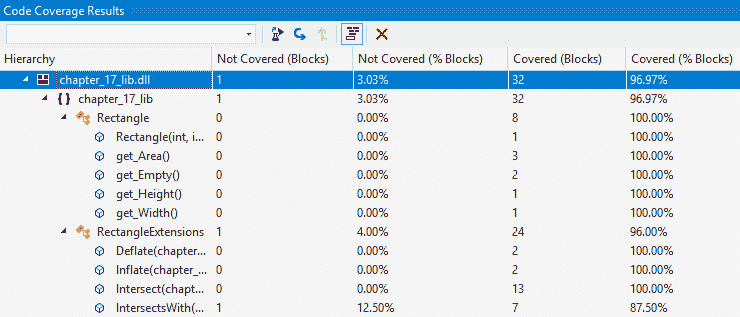 Code Coverage Results
Hierarchy Not Covered (Blocks) Not Covered (% Blocks) Covered (Blocks) Covered (% Blocks)
chapter_17_lib.dll 1 3.03% 32 96.97%
{ } chapter_17_lib 1 3.03% 32 96.97%
Rectangle 0 0.00% 8 100.00%
Rectangle(int, i... 0 0.00% 1 100.00%
get_Area() 0 0.00% 3 100.00%
get_Empty() 0 0.00% 2 100.00%
get_Height() 0 0.00% 1 100.00%
get_Width() 0 0.00% 1 100.00%
RectangleExtensions 1 4.00% 24 96.00%
Deflate(chapter... 0 0.00% 2 100.00%
Inflate(chapter_... 0 0.00% 2 100.00%
Intersect(chapt... 0 0.00% 13 100.00%
IntersectsWith(... 1 12.50% 7 87.50%